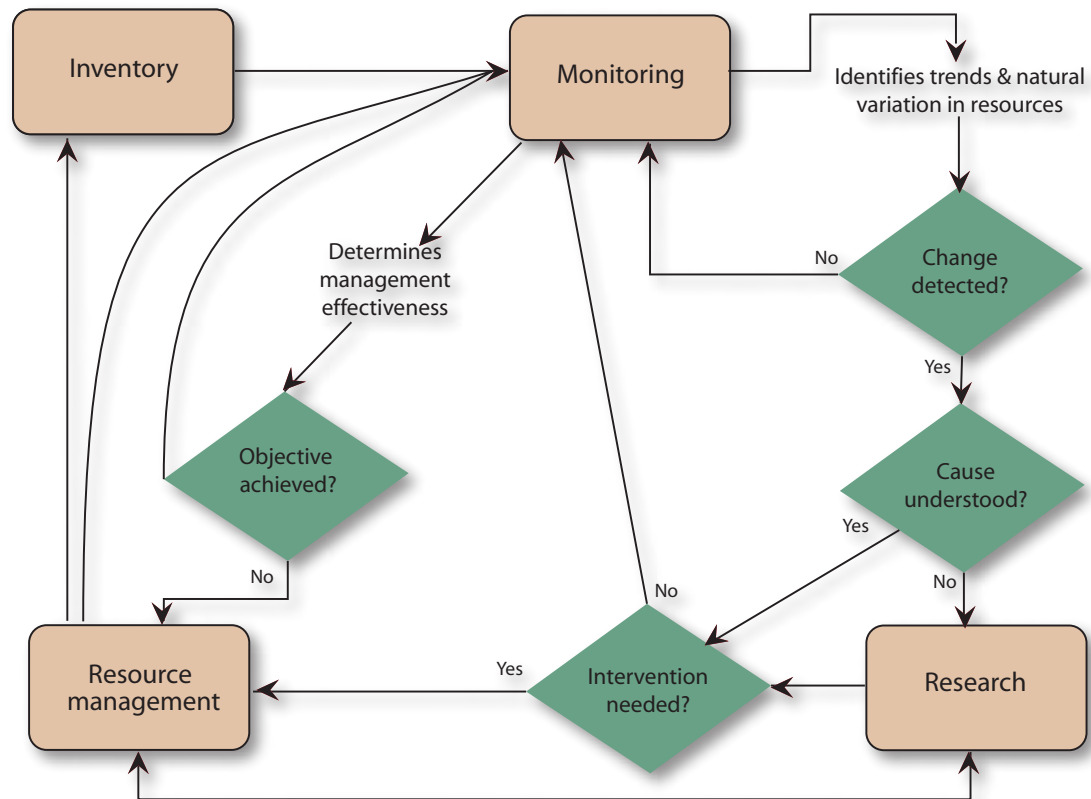 Inventory
Monitoring
Identifies trends & natural
variation in resources
Determines
management
effectiveness
No
Change
detected?
Yes
Objective
achieved?
Cause
understood?
Yes
No
No
No
Resource
management
Yes
Intervention
needed?
Research